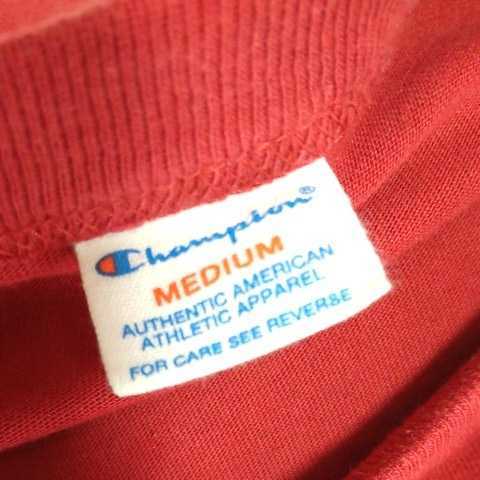 Champion®
MEDIUM
AUTHENTIC AMERICAN
ATHLETIC APPAREL
FOR CARE SEE REVERSE